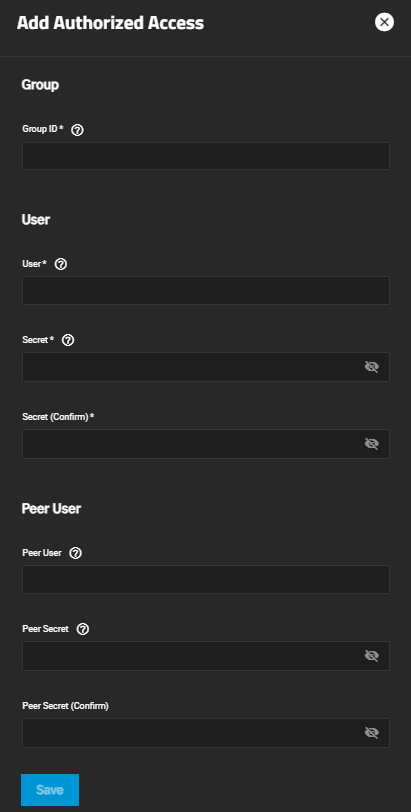 Add Authorized Access
Group
Group ID *
User
User *
Secret *
Secret (Confirm) *
Peer User
Peer User
Peer Secret
Peer Secret (Confirm)
Save